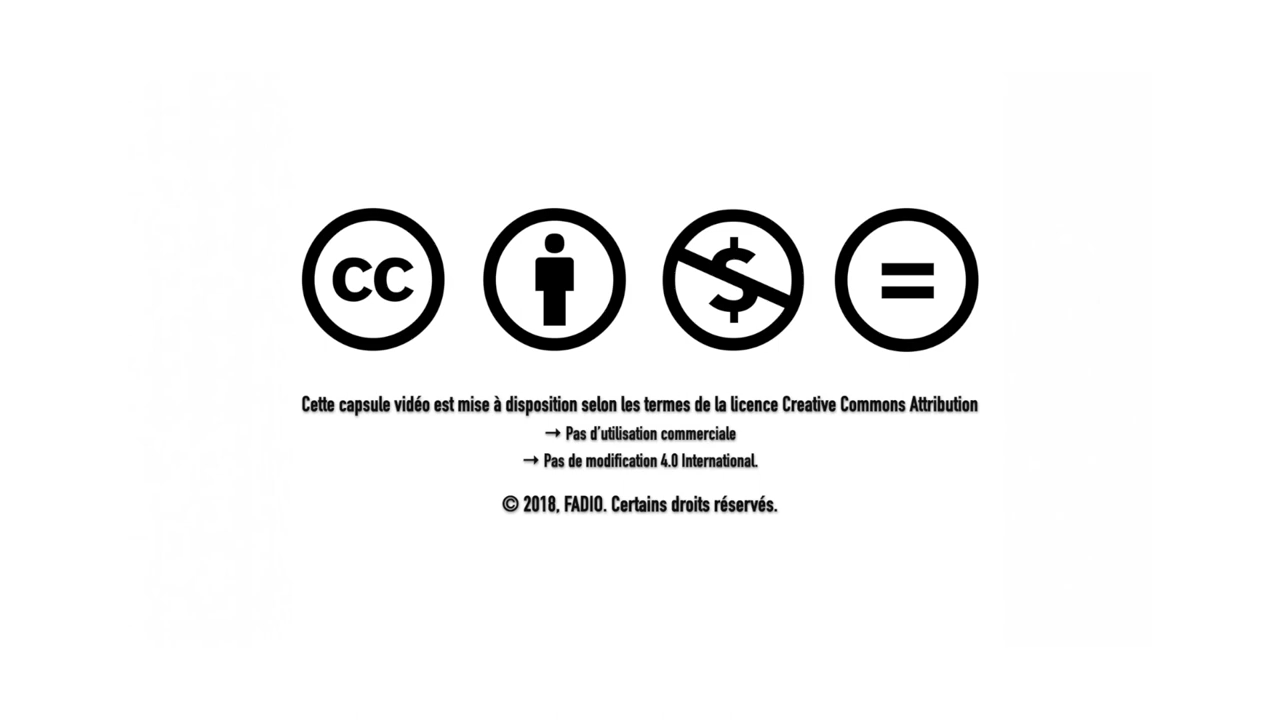 cc
$
=
Cette capsule vidéo est mise à disposition selon les termes de la licence Creative Commons Attribution
→ Pas d’utilisation commerciale
→ Pas de modification 4.0 International.
© 2018, FADIO. Certains droits réservés.